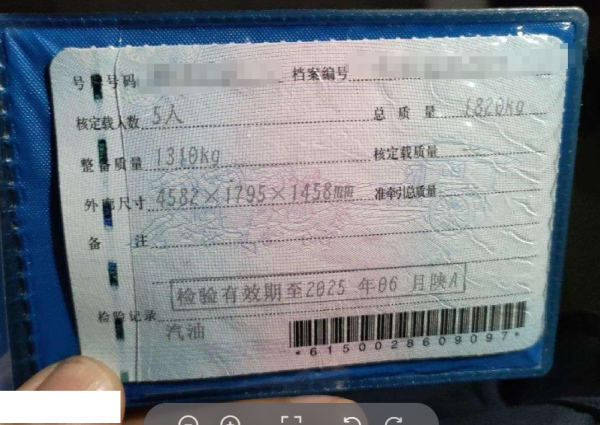 号牌号码 档案编号
核定载人数 5人 总质量 1820kg
整备质量 1310kg 核定载质量
外廓尺寸 4582×1795×1458mm 准牵引总质量
备注
检验有效期至2025年06月陕A
检验记录
汽油
*6150028609097*